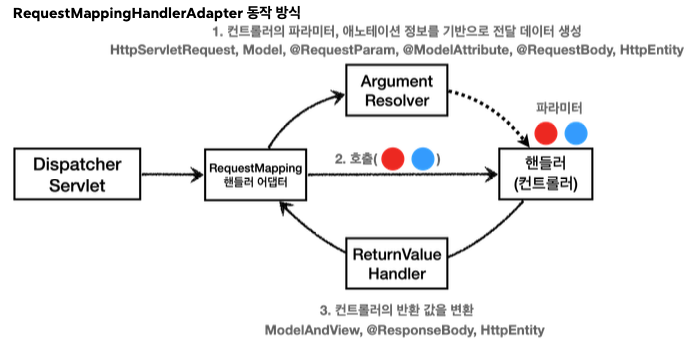 RequestMappingHandlerAdapter 동작 방식
1. 컨트롤러의 파라미터, 애노테이션 정보를 기반으로 전달 데이터 생성
HttpServletRequest, Model, @RequestParam, @ModelAttribute, @RequestBody, HttpEntity
Argument
Resolver
파라미터
Dispatcher
Servlet
RequestMapping
핸들러 어댑터
2. 호출( )
핸들러
(컨트롤러)
ReturnValue
Handler
3. 컨트롤러의 반환 값을 변환
ModelAndView, @ResponseBody, HttpEntity